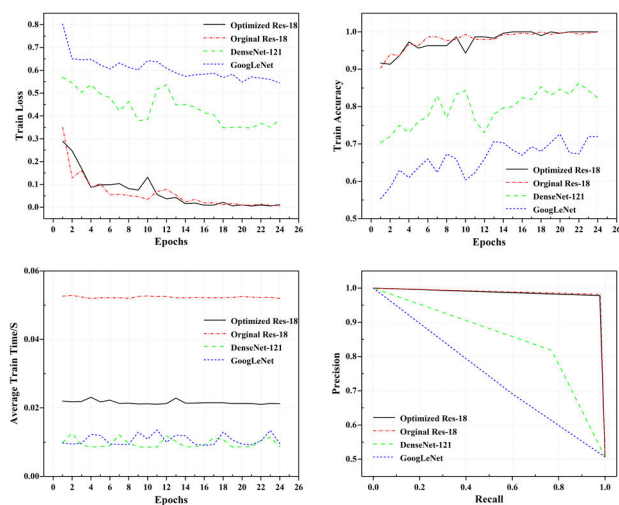 0.8
0.7
0.6
0.5
0.4
0.3
0.2
0.1
0.0
Train Loss
0 2 4 6 8 10 12 14 16 18 20 22 24 26
Epochs
Optimized Res-18
Orginal Res-18
DenseNet-121
GoogLeNet
1.0
0.9
0.8
0.7
0.6
0.5
Train Accuracy
0 2 4 6 8 10 12 14 16 18 20 22 24 26
Epochs
Optimized Res-18
Orginal Res-18
DenseNet-121
GoogLeNet
0.06
0.04
0.02
0.00
Average Train Time/S
0 2 4 6 8 10 12 14 16 18 20 22 24 26
Epochs
Optimized Res-18
Orginal Res-18
DenseNet-121
GoogLeNet
1.0
0.9
0.8
0.7
0.6
0.5
Precision
0.0 0.2 0.4 0.6 0.8 1.0
Recall
Optimized Res-18
Orginal Res-18
DenseNet-121
GoogLeNet